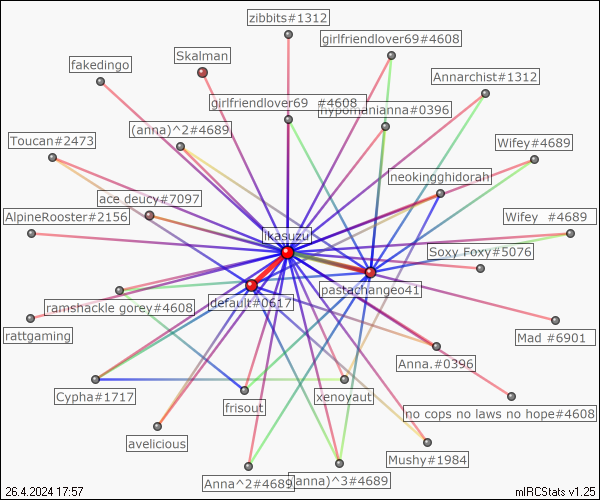 zibbits#1312
girlfriendlover69#4608
Skalman
fakedingo
Annarchist#1312
girlfriendlover69__#4608
hypomanianna#0396
(anna)^2#4689
Toucan#2473
Wifey#4689
neokingghidorah
ace deucy#7097
AlpineRooster#2156
Wifey__#4689
ikasuzu
Soxy Foxy#5076
pastachangeo41
default#0617
ramshackle gorey#4608
rattgaming
Mad_#6901
Anna.#0396
Cypha#1717
xenoyaut
frisout
no cops no laws no hope#4608
avelicious
Mushy#1984
Anna^2#4689
(anna)^3#4689
26.4.2024 17:57
mIRCStats v1.25